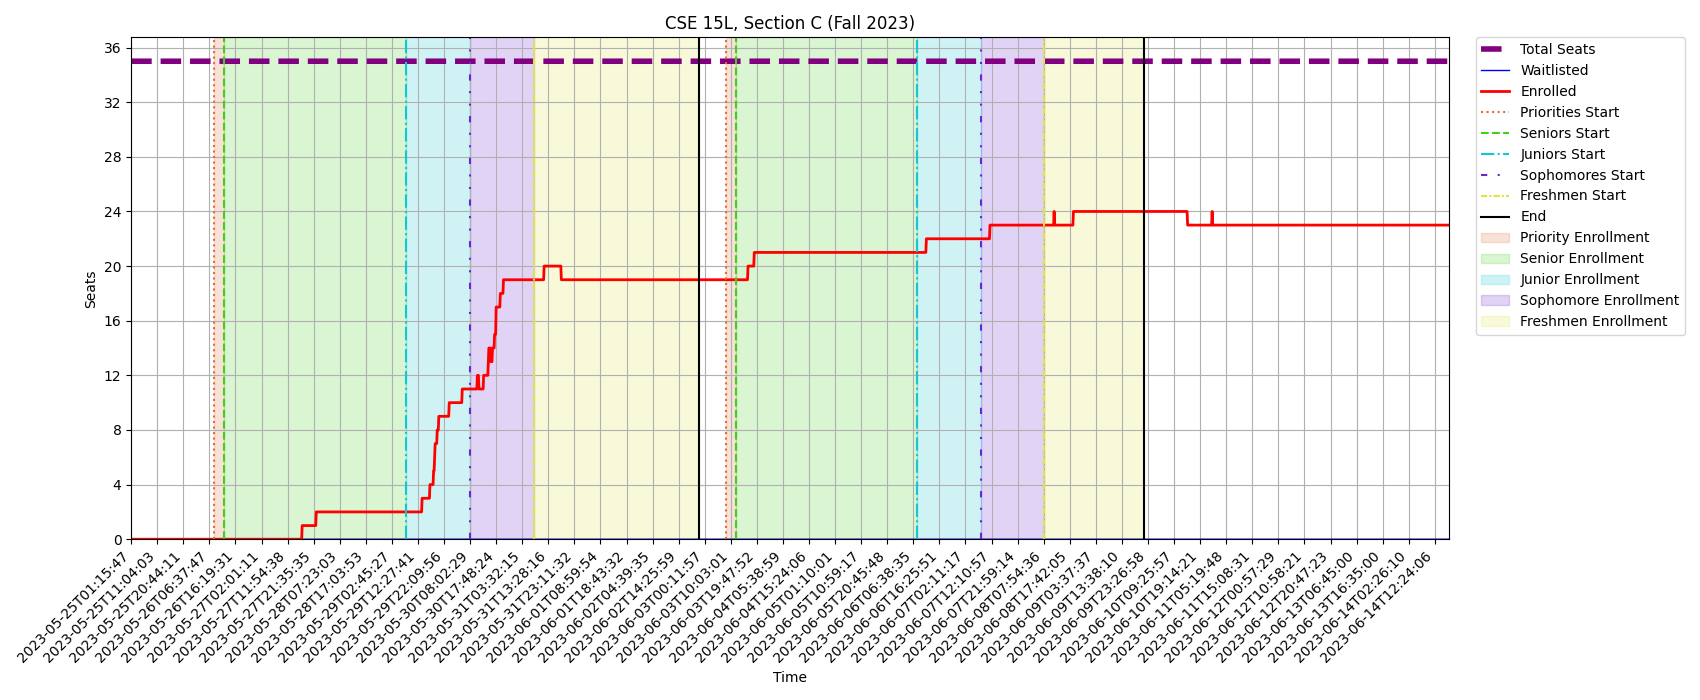 CSE 15L, Section C (Fall 2023)
Seats
36
32
28
24
20
16
12
8
4
0
2023-05-25T01:15:47
2023-05-25T11:04:03
2023-05-25T20:44:11
2023-05-26T06:37:47
2023-05-26T16:19:31
2023-05-27T02:01:11
2023-05-27T11:54:38
2023-05-27T21:35:35
2023-05-28T07:23:03
2023-05-28T17:03:53
2023-05-29T02:45:27
2023-05-29T12:27:41
2023-05-29T22:09:56
2023-05-30T08:02:29
2023-05-30T17:48:24
2023-05-31T03:32:15
2023-05-31T13:28:16
2023-05-31T23:11:32
2023-06-01T08:59:54
2023-06-01T18:43:32
2023-06-02T04:39:35
2023-06-02T14:25:59
2023-06-03T00:11:57
2023-06-03T10:03:01
2023-06-03T19:47:52
2023-06-04T05:38:59
2023-06-04T15:24:06
2023-06-05T01:10:01
2023-06-05T10:59:17
2023-06-05T20:45:48
2023-06-06T06:38:35
2023-06-06T16:25:51
2023-06-07T02:11:17
2023-06-07T12:10:57
2023-06-07T21:59:14
2023-06-08T07:54:36
2023-06-08T17:42:05
2023-06-09T03:37:37
2023-06-09T13:38:10
2023-06-09T23:26:58
2023-06-10T09:25:57
2023-06-10T19:14:21
2023-06-11T05:19:48
2023-06-11T15:08:31
2023-06-12T00:57:29
2023-06-12T10:58:21
2023-06-12T20:47:23
2023-06-13T06:45:00
2023-06-13T16:35:00
2023-06-14T02:26:10
2023-06-14T12:24:06
Time
Total Seats
Waitlisted
Enrolled
Priorities Start
Seniors Start
Juniors Start
Sophomores Start
Freshmen Start
End
Priority Enrollment
Senior Enrollment
Junior Enrollment
Sophomore Enrollment
Freshmen Enrollment